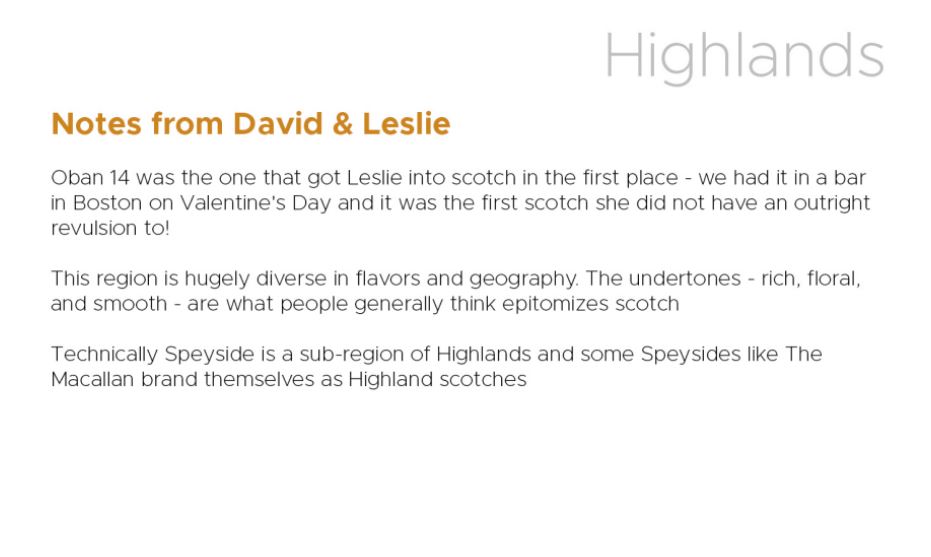 Highlands
Notes from David & Leslie
Oban 14 was the one that got Leslie into scotch in the first place - we had it in a bar
in Boston on Valentine's Day and it was the first scotch she did not have an outright
revulsion to!
This region is hugely diverse in flavors and geography. The undertones - rich, floral,
and smooth - are what people generally think epitomizes scotch
Technically Speyside is a sub-region of Highlands and some Speysides like The
Macallan brand themselves as Highland scotches